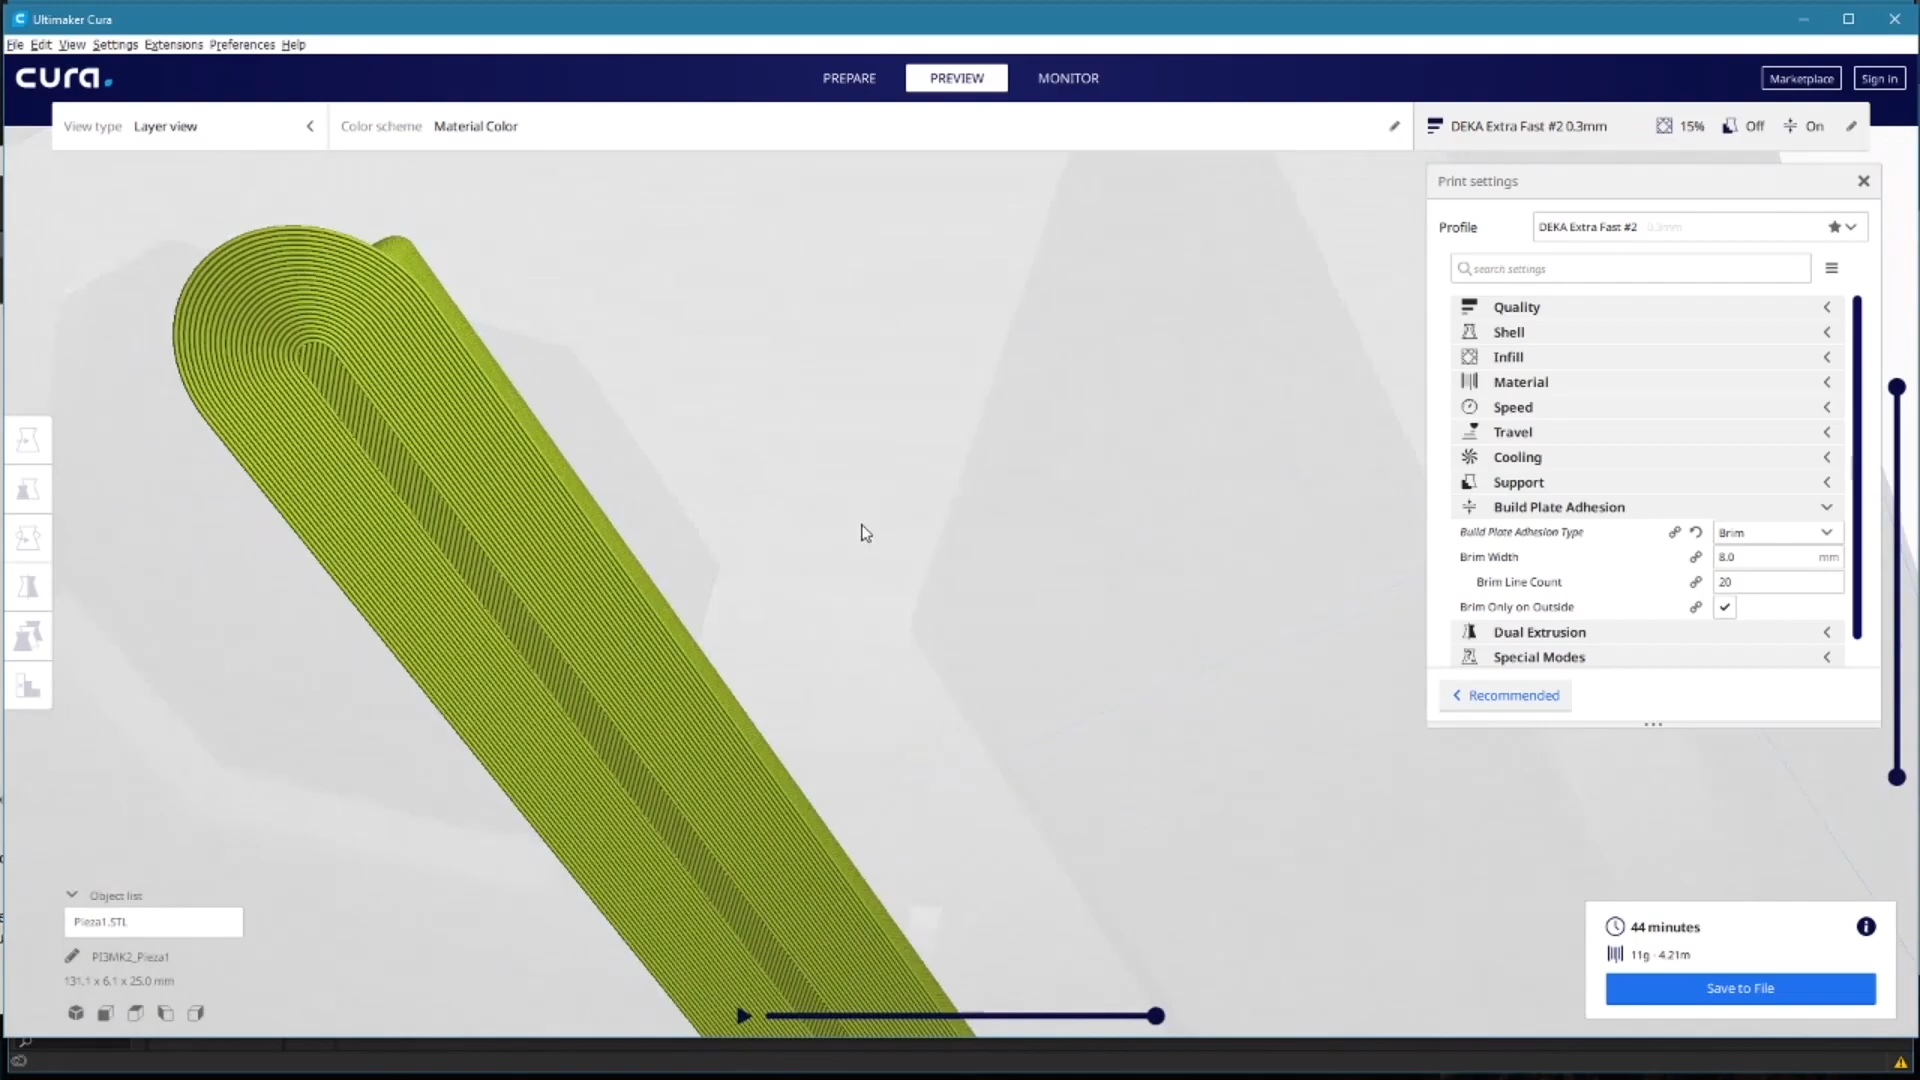 Ultimaker Cura
File Edit View Settings Extensions Preferences Help
cura.
PREPARE PREVIEW MONITOR
Marketplace Sign in
View type Layer view Color scheme Material Color
DEKA Extra Fast #2 0.3mm 15% Off On
Print settings
Profile DEKA Extra Fast #2 0.3mm
search settings
Quality
Shell
Infill
Material
Speed
Travel
Cooling
Support
Build Plate Adhesion
Build Plate Adhesion Type Brim
Brim Width 8.0 mm
Brim Line Count 20
Brim Only on Outside
Dual Extrusion
Special Modes
Recommended
Object list
Pieza1.STL
PI3MK2_Pieza1
131.1 x 6.1 x 25.0 mm
44 minutes
11g · 4.21m
Save to File